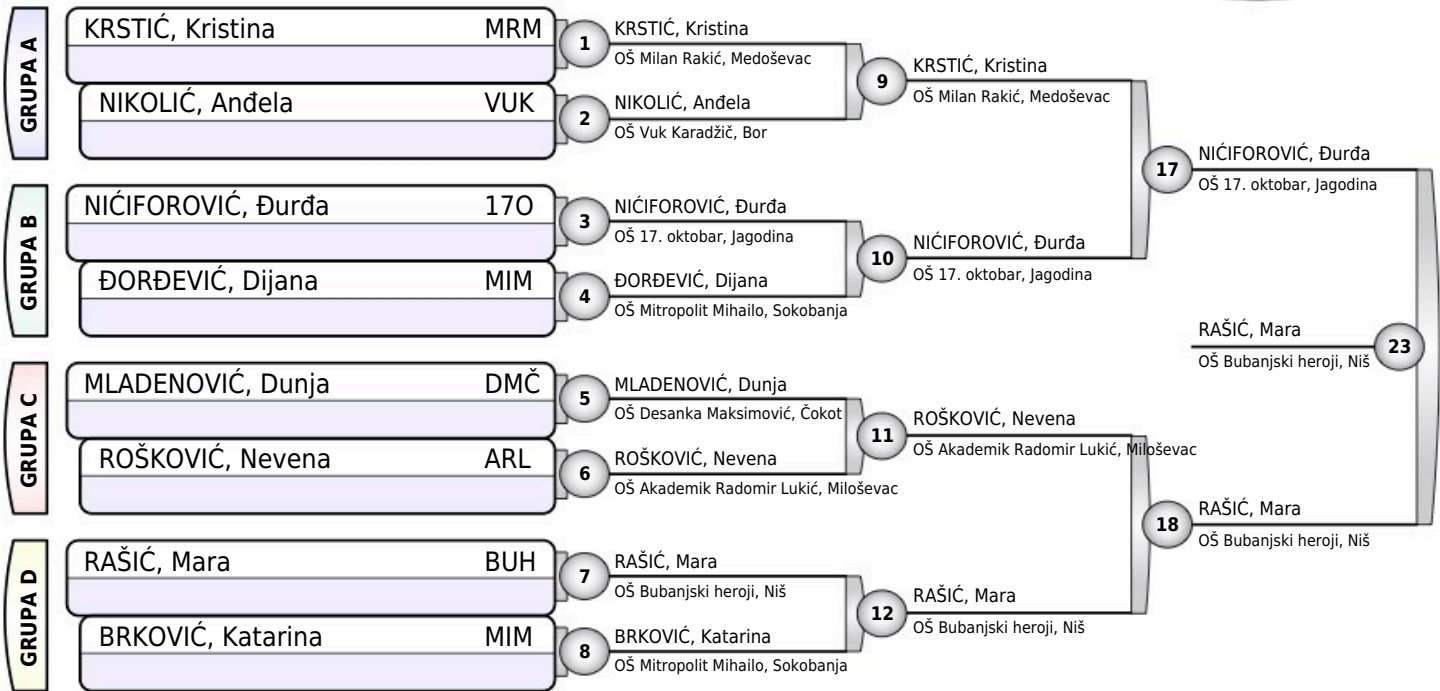 GRUPA A
KRSTIĆ, Kristina MRM
NIKOLIĆ, Anđela VUK
1
KRSTIĆ, Kristina
OŠ Milan Rakić, Medoševac
2
NIKOLIĆ, Anđela
OŠ Vuk Karadžič, Bor
9
KRSTIĆ, Kristina
OŠ Milan Rakić, Medoševac
GRUPA B
NIĆIFOROVIĆ, Đurđa 17O
ĐORĐEVIĆ, Dijana MIM
3
NIĆIFOROVIĆ, Đurđa
OŠ 17. oktobar, Jagodina
4
ĐORĐEVIĆ, Dijana
OŠ Mitropolit Mihailo, Sokobanja
10
NIĆIFOROVIĆ, Đurđa
OŠ 17. oktobar, Jagodina
17
NIĆIFOROVIĆ, Đurđa
OŠ 17. oktobar, Jagodina
GRUPA C
MLADENOVIĆ, Dunja DMČ
ROŠKOVIĆ, Nevena ARL
5
MLADENOVIĆ, Dunja
OŠ Desanka Maksimović, Čokot
6
ROŠKOVIĆ, Nevena
OŠ Akademik Radomir Lukić, Miloševac
11
ROŠKOVIĆ, Nevena
OŠ Akademik Radomir Lukić, Miloševac
GRUPA D
RAŠIĆ, Mara BUH
BRKOVIĆ, Katarina MIM
7
RAŠIĆ, Mara
OŠ Bubanjski heroji, Niš
8
BRKOVIĆ, Katarina
OŠ Mitropolit Mihailo, Sokobanja
12
RAŠIĆ, Mara
OŠ Bubanjski heroji, Niš
18
RAŠIĆ, Mara
OŠ Bubanjski heroji, Niš
RAŠIĆ, Mara
OŠ Bubanjski heroji, Niš
23